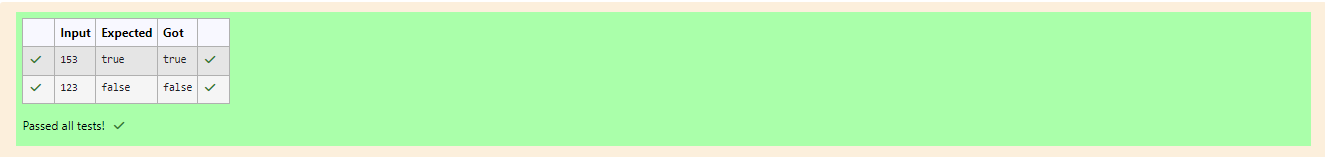 Input Expected Got
153 true true
123 false false
Passed all tests!